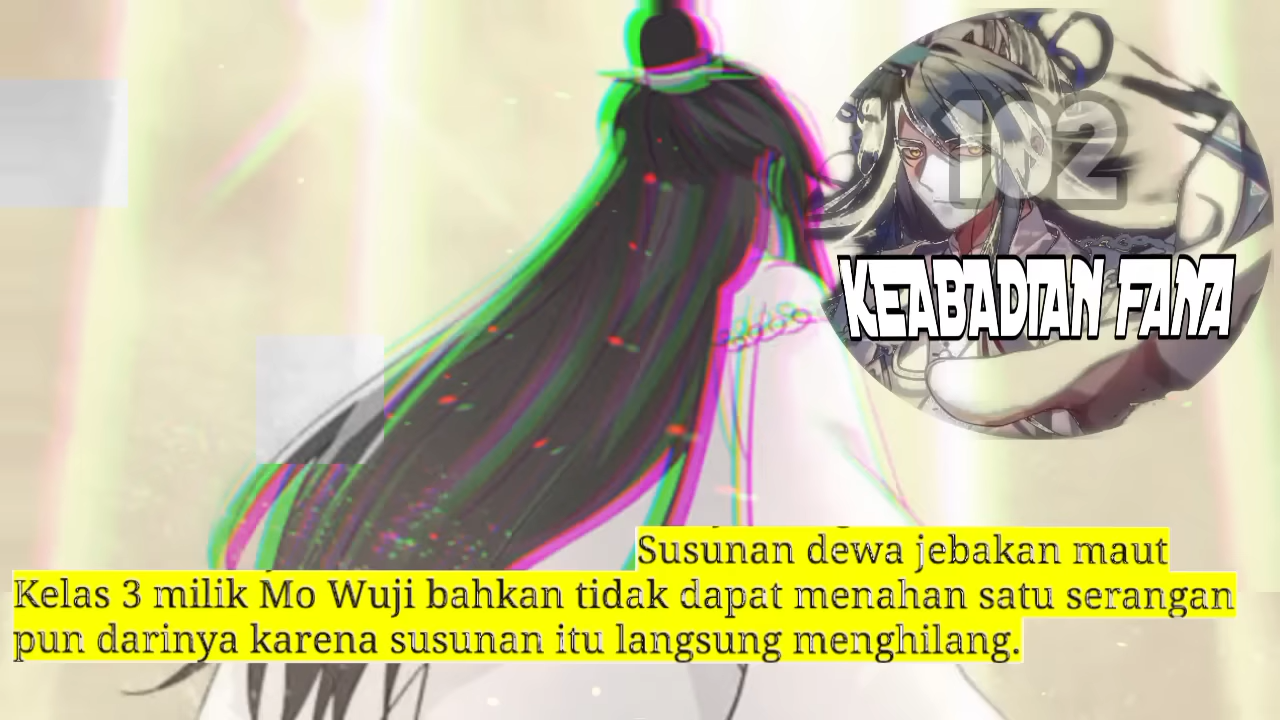 102
KEABADIAN FANA
Susunan dewa jebakan maut
Kelas 3 milik Mo Wuji bahkan tidak dapat menahan satu serangan
pun darinya karena susunan itu langsung menghilang.